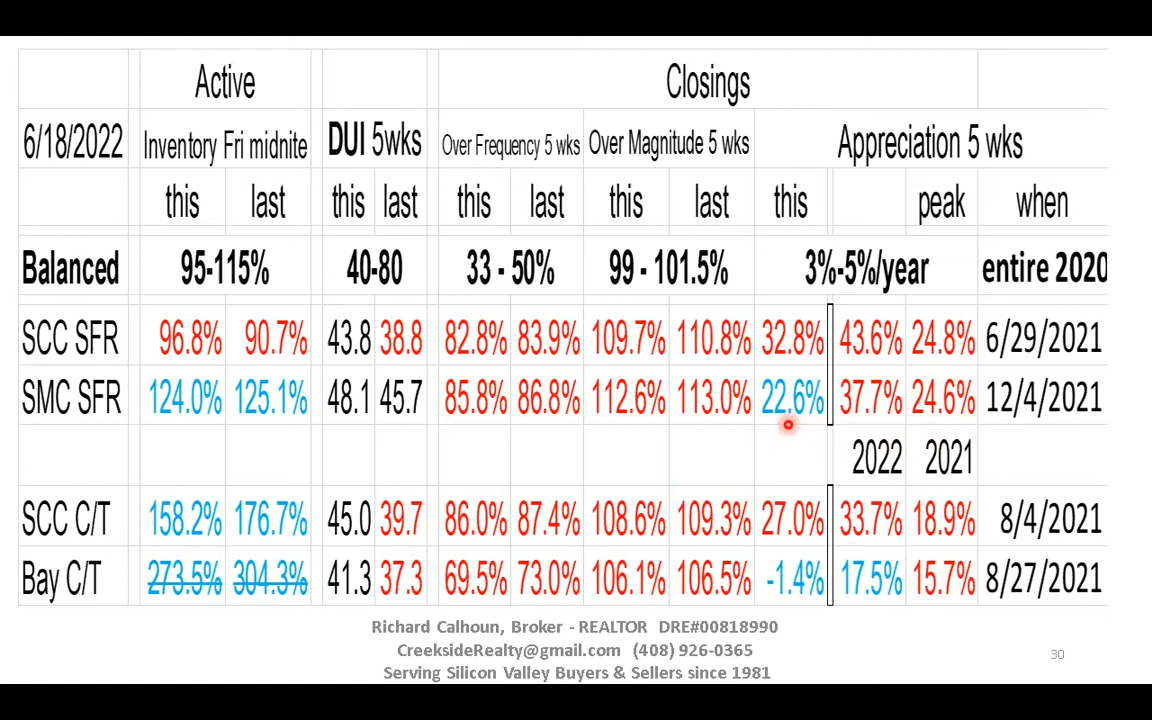 Active Closings
6/18/2022 Inventory Fri midnite DUI 5wks Over Frequency 5 wks Over Magnitude 5 wks Appreciation 5 wks
this last this last this last this last this peak when
Balanced 95-115% 40-80 33 - 50% 99 - 101.5% 3%-5%/year entire 2020
SCC SFR 96.8% 90.7% 43.8 38.8 82.8% 83.9% 109.7% 110.8% 32.8% 43.6% 24.8% 6/29/2021
SMC SFR 124.0% 125.1% 48.1 45.7 85.8% 86.8% 112.6% 113.0% 22.6% 37.7% 24.6% 12/4/2021
2022 2021
SCC C/T 158.2% 176.7% 45.0 39.7 86.0% 87.4% 108.6% 109.3% 27.0% 33.7% 18.9% 8/4/2021
Bay C/T 273.5% 304.3% 41.3 37.3 69.5% 73.0% 106.1% 106.5% -1.4% 17.5% 15.7% 8/27/2021
Richard Calhoun, Broker - REALTOR DRE#00818990
CreeksideRealty@gmail.com (408) 926-0365
Serving Silicon Valley Buyers & Sellers since 1981
30